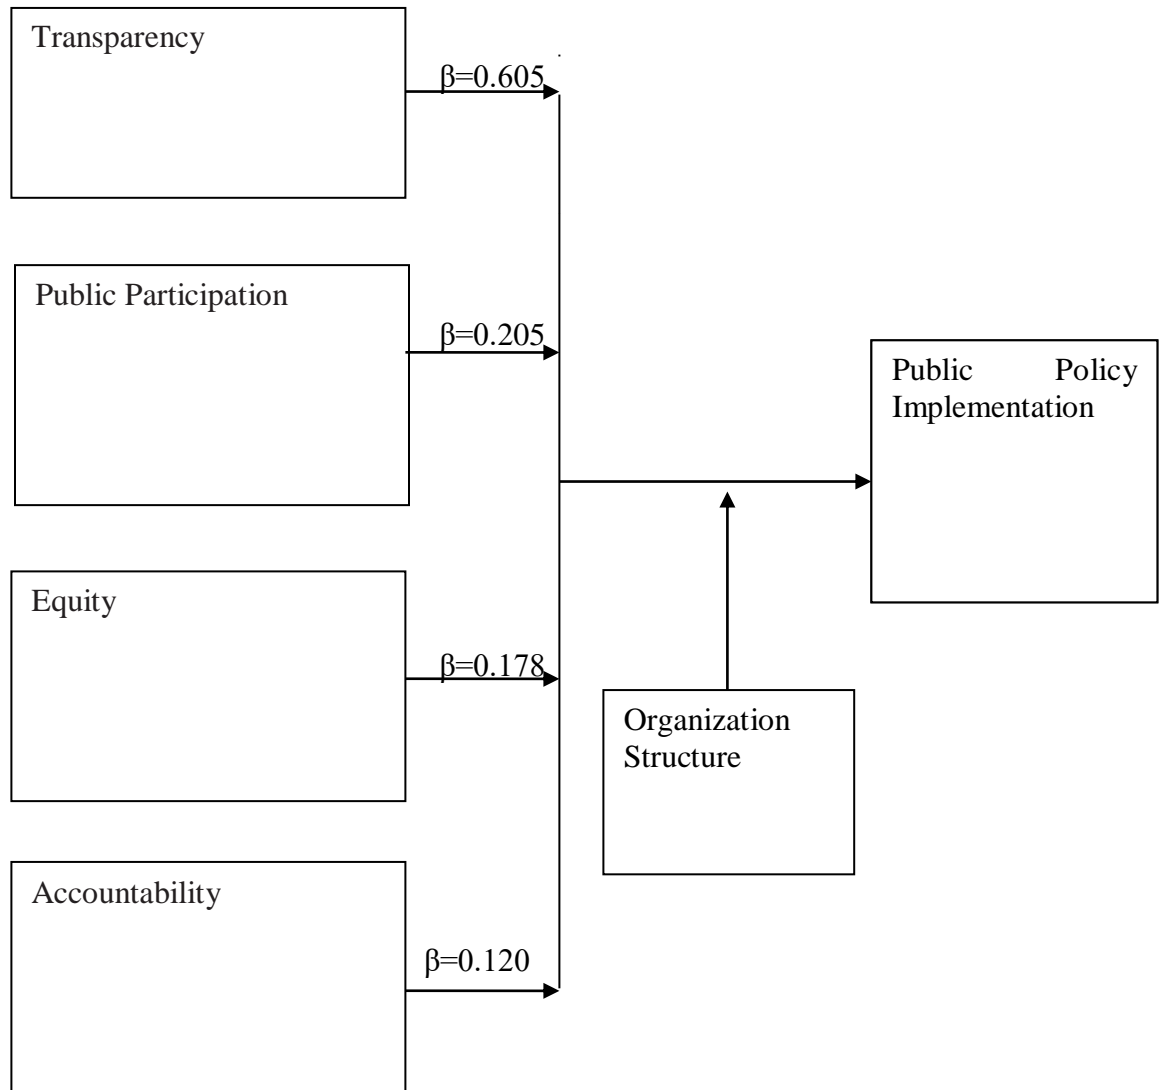 Transparency
β=0.605
Public Participation
β=0.205
Public Policy
Implementation
Equity
β=0.178
Organization
Structure
Accountability
β=0.120